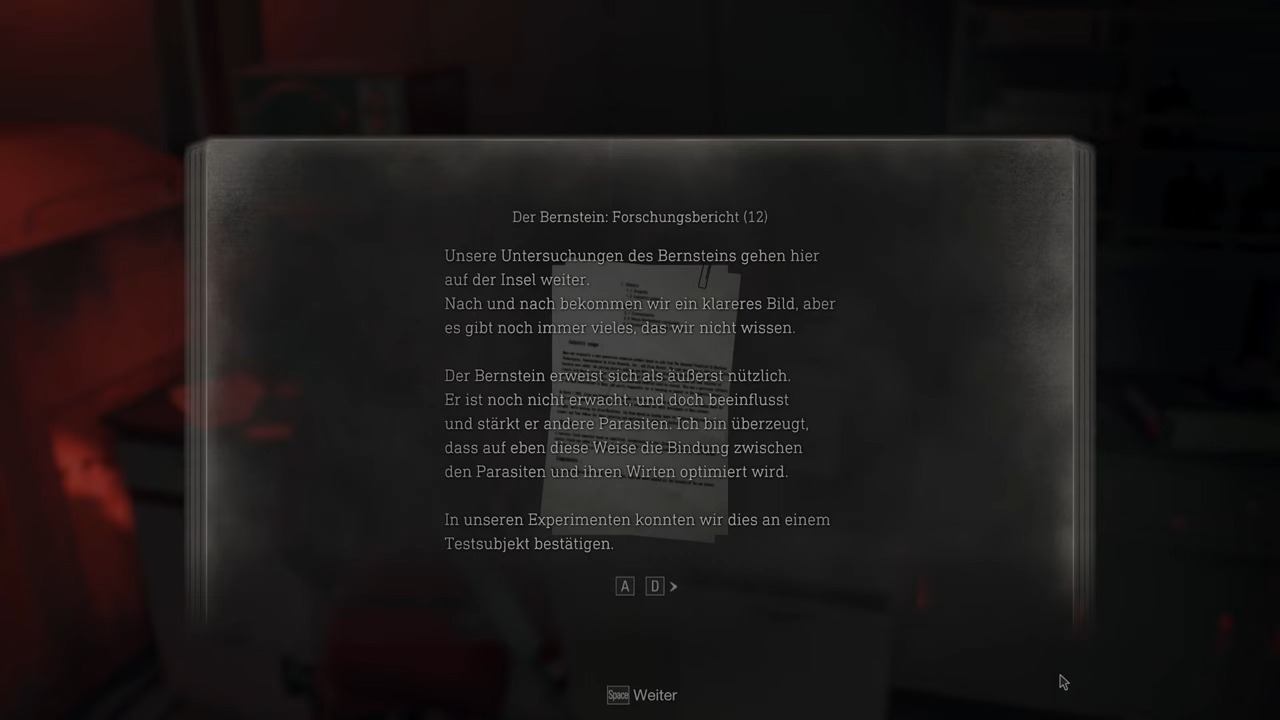 Der Bernstein: Forschungsbericht (12)
Unsere Untersuchungen des Bernsteins gehen hier
auf der Insel weiter.
Nach und nach bekommen wir ein klareres Bild, aber
es gibt noch immer vieles, das wir nicht wissen.
Der Bernstein erweist sich als äußerst nützlich.
Er ist noch nicht erwacht, und doch beeinflusst
und stärkt er andere Parasiten. Ich bin überzeugt,
dass auf eben diese Weise die Bindung zwischen
den Parasiten und ihren Wirten optimiert wird.
In unseren Experimenten konnten wir dies an einem
Testsubjekt bestätigen.
A D >
Space Weiter